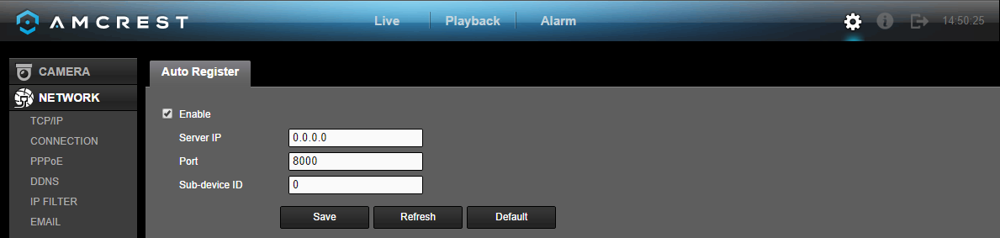 AMCREST Live Playback Alarm 14:50:25
CAMERA
NETWORK
TCP/IP
CONNECTION
PPPoE
DDNS
IP FILTER
EMAIL
Auto Register
Enable
Server IP 0.0.0.0
Port 8000
Sub-device ID 0
Save Refresh Default